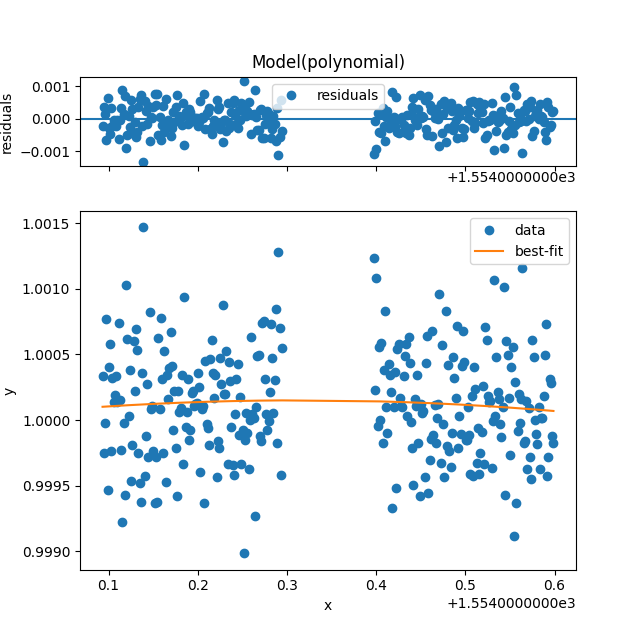 Model(polynomial)
0.001
0.000
−0.001
residuals
residuals
+1.5540000000e3
1.0015
1.0010
1.0005
1.0000
0.9995
0.9990
y
data
best-fit
0.1 0.2 0.3 0.4 0.5 0.6
x
+1.5540000000e3